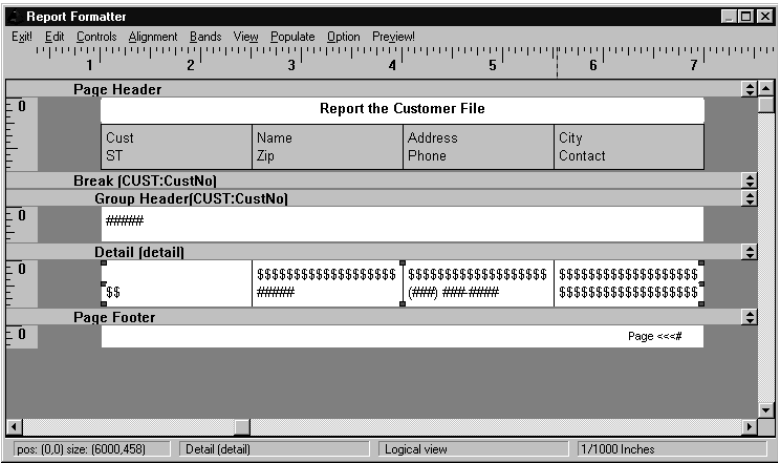 Report Formatter
Exit! Edit Controls Alignment Bands View Populate Option Preview!
1 2 3 4 5 6 7
Page Header
0
Report the Customer File
Cust Name Address City
ST Zip Phone Contact
Break (CUST:CustNo)
Group Header(CUST:CustNo)
0
#####
Detail (detail)
0
$$$$$$$$$$$$$$$$$$$ $$$$$$$$$$$$$$$$$$$ $$$$$$$$$$$$$$$$$$$
$$ ##### (###) ###-#### $$$$$$$$$$$$$$$$$$$
Page Footer
0
Page <<<#
pos: (0,0) size: (6000,458) Detail (detail) Logical view 1/1000 Inches